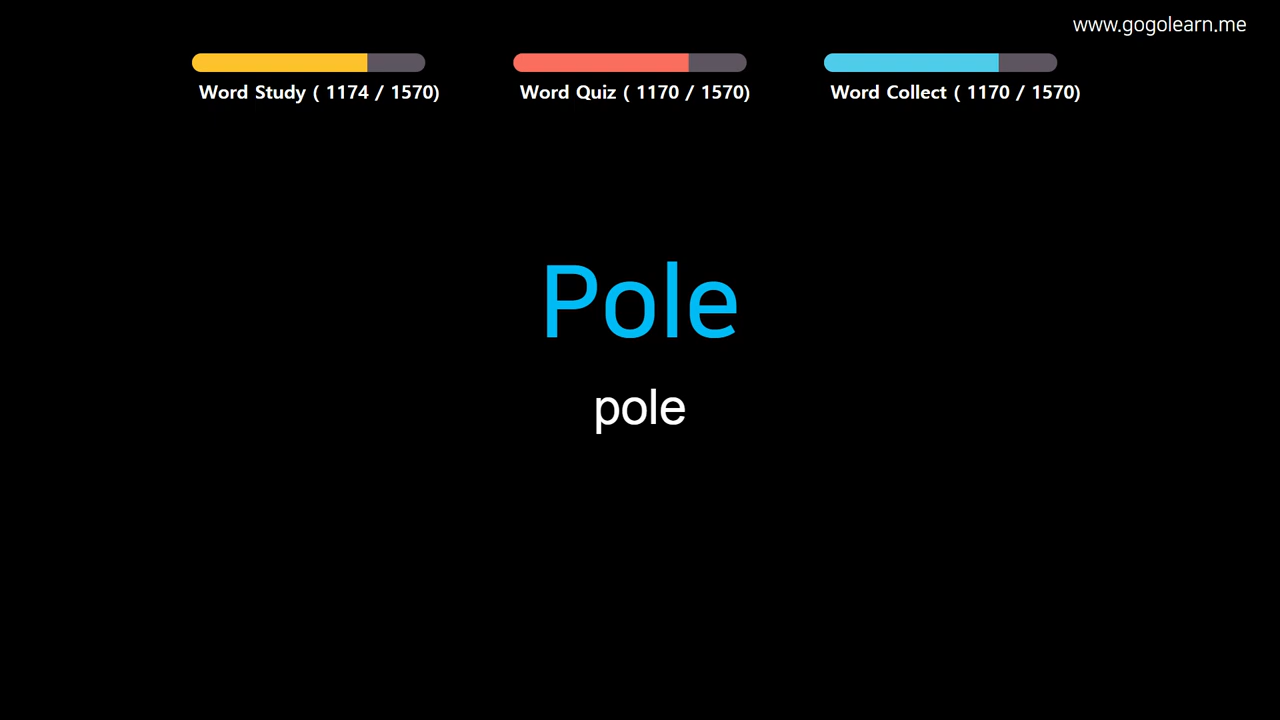 www.gogolearn.me
Word Study ( 1174 / 1570)
Word Quiz ( 1170 / 1570)
Word Collect ( 1170 / 1570)
Pole
pole